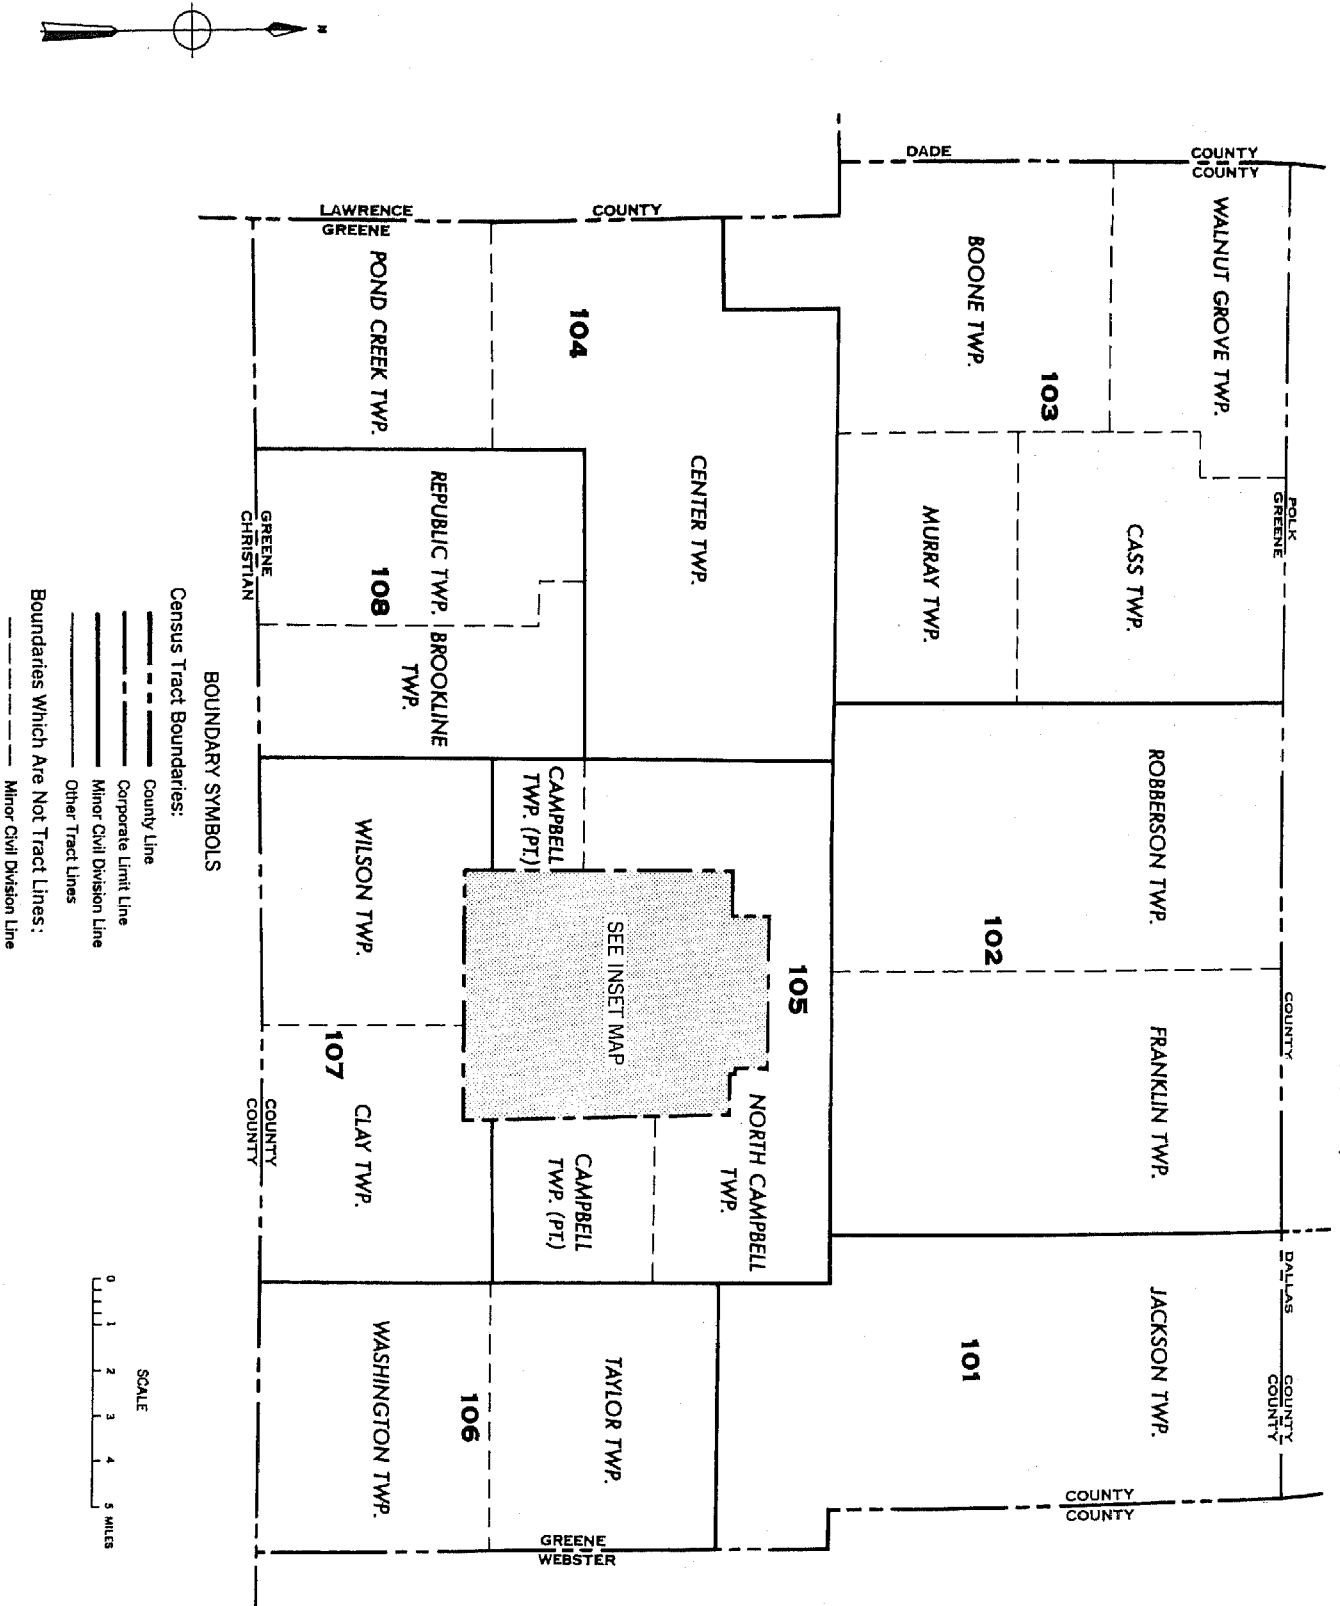 N
DADE
COUNTY
COUNTY
LAWRENCE
COUNTY
GREENE
WALNUT GROVE TWP.
BOONE TWP.
103
POLK
GREENE
CASS TWP.
MURRAY TWP.
POND CREEK TWP.
104
CENTER TWP.
REPUBLIC TWP.
108
BROOKLINE
TWP.
GREENE
CHRISTIAN
ROBBERSON TWP.
102
COUNTY
FRANKLIN TWP.
CAMPBELL
TWP. (PT.)
WILSON TWP.
SEE INSET MAP
105
107
CLAY TWP.
COUNTY
COUNTY
NORTH CAMPBELL
TWP.
CAMPBELL
TWP. (PT.)
DALLAS
COUNTY
COUNTY
JACKSON TWP.
101
TAYLOR TWP.
106
WASHINGTON TWP.
COUNTY
COUNTY
GREENE
WEBSTER
BOUNDARY SYMBOLS
Census Tract Boundaries:
County Line
Corporate Limit Line
Minor Civil Division Line
Other Tract Lines
Boundaries Which Are Not Tract Lines:
Minor Civil Division Line
SCALE
0 1 2 3 4 5 MILES